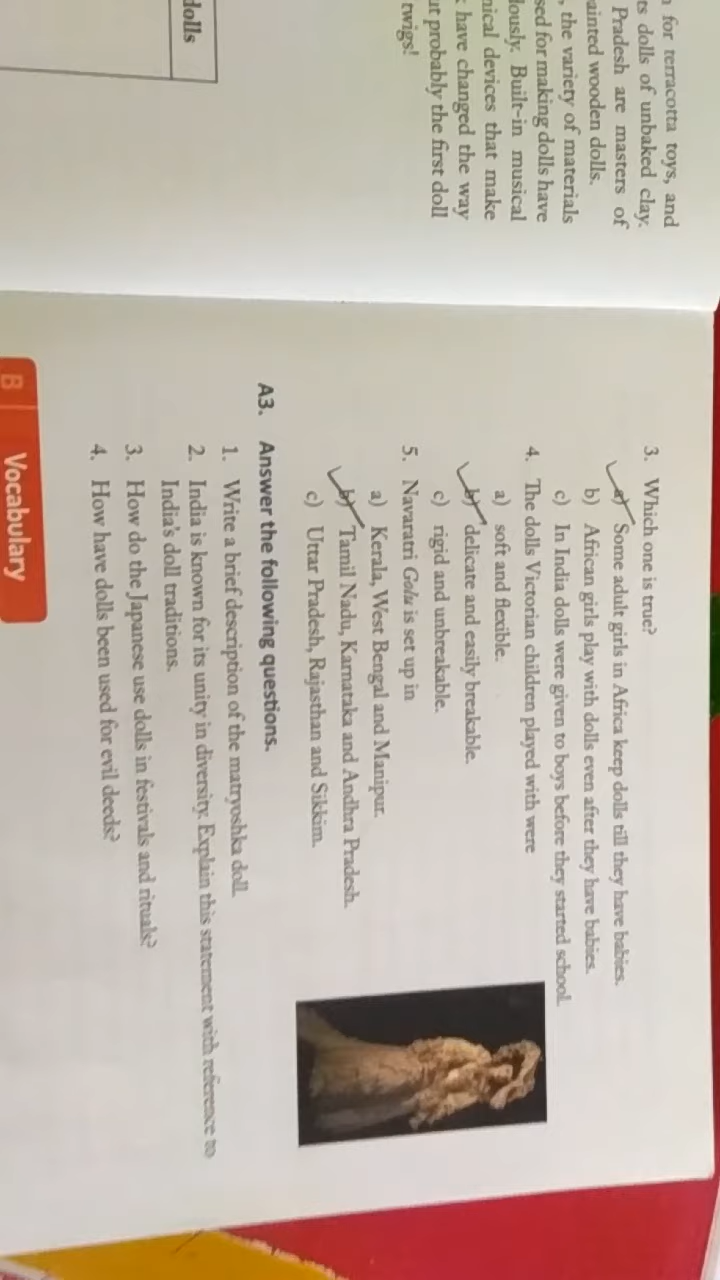 for terracotta toys, and
dolls of unbaked clay.
Pradesh are masters of
painted wooden dolls.
, the variety of materials
for making dolls have
Built-in musical
devices that make
have changed the way
probably the first doll
twigs!
dolls
3. Which one is true?
a) Some adult girls in Africa keep dolls till they have babies.
b) African girls play with dolls even after they have babies.
c) In India dolls were given to boys before they started school.
4. The dolls Victorian children played with were
a) soft and flexible.
b) delicate and easily breakable.
c) rigid and unbreakable.
5. Navaratri Golu is set up in
a) Kerala, West Bengal and Manipur.
b) Tamil Nadu, Karnataka and Andhra Pradesh.
c) Uttar Pradesh, Rajasthan and Sikkim.
A3. Answer the following questions.
1. Write a brief description of the matryoshka doll.
2. India is known for its unity in diversity. Explain this statement with reference to
India's doll traditions.
3. How do the Japanese use dolls in festivals and rituals?
4. How have dolls been used for evil deeds?
B Vocabulary